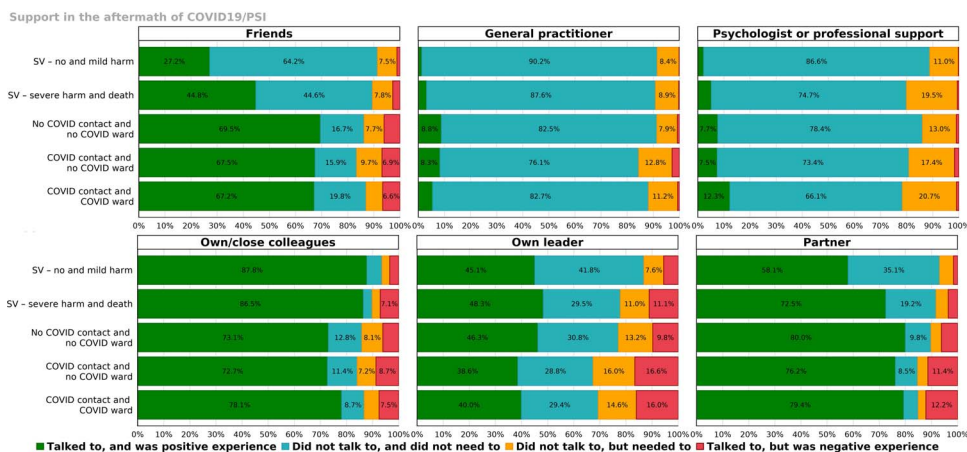 Support in the aftermath of COVID19/PSI
Friends General practitioner Psychologist or professional support
SV – no and mild harm 27.2% 64.2% 7.5% 90.2% 8.4% 86.6% 11.0%
SV – severe harm and death 44.8% 44.6% 7.8% 87.6% 8.9% 74.7% 19.5%
No COVID contact and
no COVID ward 69.5% 16.7% 7.7% 8.8% 82.5% 7.9% 7.7% 78.4% 13.0%
COVID contact and
no COVID ward 67.5% 15.9% 9.7% 6.9% 8.3% 76.1% 12.8% 7.5% 73.4% 17.4%
COVID contact and
COVID ward 67.2% 19.8% 6.6% 82.7% 11.2% 12.3% 66.1% 20.7%
0% 10% 20% 30% 40% 50% 60% 70% 80% 90% 100% 0% 10% 20% 30% 40% 50% 60% 70% 80% 90% 100% 0% 10% 20% 30% 40% 50% 60% 70% 80% 90% 100%
Own/close colleagues Own leader Partner
SV – no and mild harm 87.8% 45.1% 41.8% 7.6% 58.1% 35.1%
SV – severe harm and death 86.5% 7.1% 48.3% 29.5% 11.0% 11.1% 72.5% 19.2%
No COVID contact and
no COVID ward 73.1% 12.8% 8.1% 46.3% 30.8% 13.2% 9.8% 80.0% 9.8%
COVID contact and
no COVID ward 72.7% 11.4% 7.2% 8.7% 38.6% 28.8% 16.0% 16.6% 76.2% 8.5% 11.4%
COVID contact and
COVID ward 78.1% 8.7% 7.5% 40.0% 29.4% 14.6% 16.0% 79.4% 12.2%
0% 10% 20% 30% 40% 50% 60% 70% 80% 90% 100% 0% 10% 20% 30% 40% 50% 60% 70% 80% 90% 100% 0% 10% 20% 30% 40% 50% 60% 70% 80% 90% 100%
Talked to, and was positive experience Did not talk to, and did not need to Did not talk to, but needed to Talked to, but was negative experience